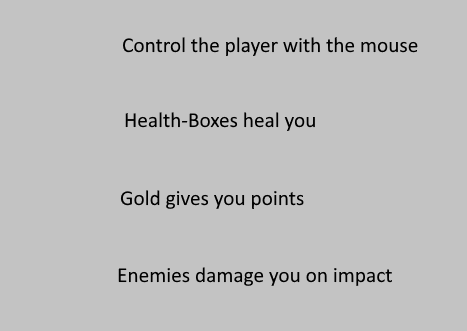 Control the player with the mouse
Health-Boxes heal you
Gold gives you points
Enemies damage you on impact